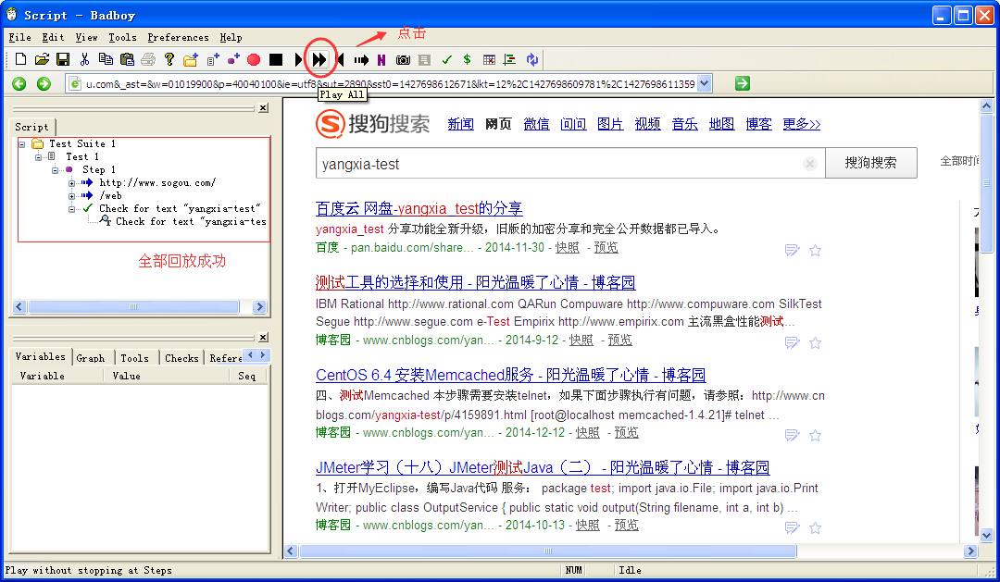 Script - Badboy
File Edit View Tools Preferences Help
点击
u.com&_ast=&w=01019900&p=40040100&ie=utf8&sut=2890&sst0=1427698612671&lkt=12%2C1427698609781%2C1427698611359
Play All
Script
Test Suite 1
Test 1
Step 1
http://www.sogou.com/
/web
Check for text "yangxia-test"
Check for text "yangxia-tes
全部回放成功
Variables Graph Tools Checks Refere
Variable Value Seq
搜狗搜索 新闻 网页 微信 问问 图片 视频 音乐 地图 博客 更多>>
yangxia-test 搜狗搜索 全部时间
百度云 网盘-yangxia_test的分享
yangxia_test 分享功能全新升级，旧版的加密分享和完全公开数据都已导入。
百度 - pan.baidu.com/share... - 2014-11-30 - 快照 - 预览
测试工具的选择和使用 - 阳光温暖了心情 - 博客园
IBM Rational http://www.rational.com QARun Compuware http://www.compuware.com SilkTest
Segue http://www.segue.com e-Test Empirix http://www.empirix.com 主流黑盒性能测试...
博客园 - www.cnblogs.com/yan... - 2014-9-12 - 快照 - 预览
CentOS 6.4 安装Memcached服务 - 阳光温暖了心情 - 博客园
四、测试Memcached 本步骤需要安装telnet，如果下面步骤执行有问题，请参照：http://www.cn
blogs.com/yangxia-test/p/4159891.html [root@localhost memcached-1.4.21]# telnet ...
博客园 - www.cnblogs.com/yan... - 2014-12-12 - 快照 - 预览
JMeter学习（十八）JMeter测试Java（二） - 阳光温暖了心情 - 博客园
1、打开MyEclipse，编写Java代码 服务： package test; import java.io.File; import java.io.Print
Writer; public class OutputService { public static void output(String filename, int a, int b) ...
博客园 - www.cnblogs.com/yan... - 2014-10-13 - 快照 - 预览
Play without stopping at Steps NUM Idle